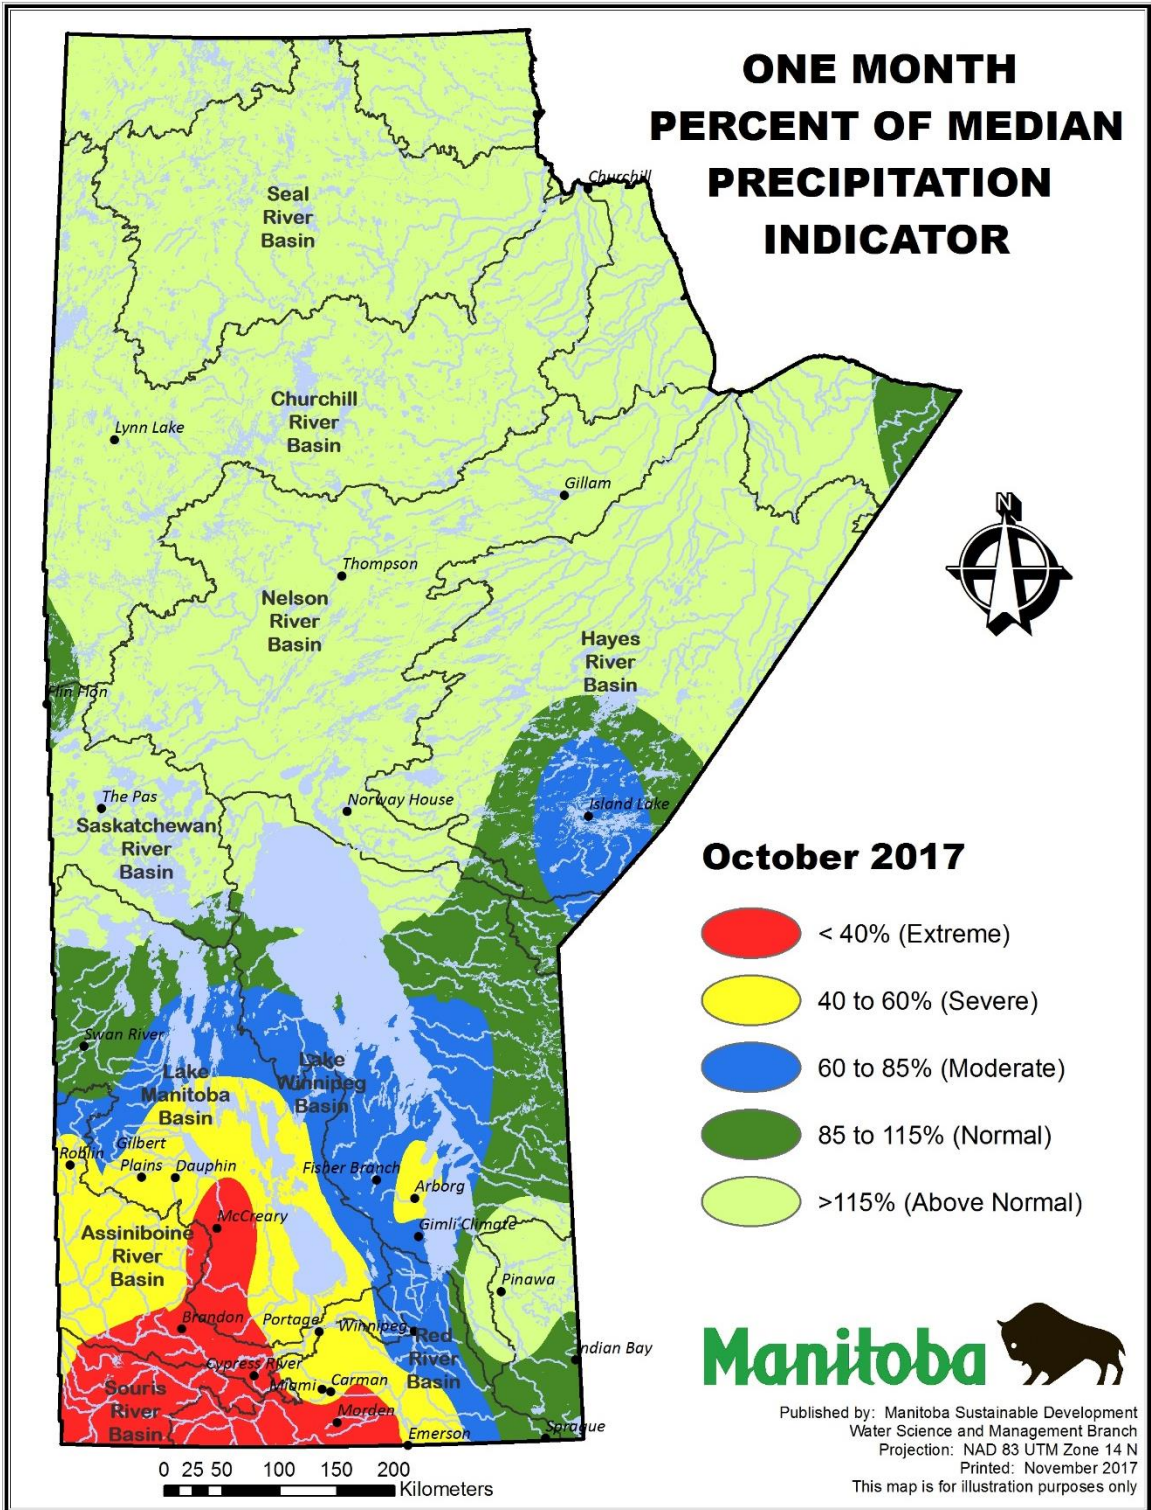 ONE MONTH
PERCENT OF MEDIAN
PRECIPITATION
INDICATOR
Churchill
Seal
River
Basin
Churchill
River
Basin
Lynn Lake
Gillam
N
Thompson
Nelson
River
Basin
Hayes
River
Basin
Flin Flon
The Pas
Norway House
Island Lake
Saskatchewan
River
Basin
October 2017
< 40% (Extreme)
40 to 60% (Severe)
60 to 85% (Moderate)
85 to 115% (Normal)
>115% (Above Normal)
Swan River
Lake
Manitoba
Basin
Lake
Winnipeg
Basin
Roblin
Gilbert
Plains
Dauphin
Fisher Branch
Arborg
McCreary
Gimli Climate
Assiniboine
River
Basin
Pinawa
Brandon
Portage
Winnipeg
Red
River
Basin
Indian Bay
Cypress River
Miami
Carman
Souris
River
Basin
Morden
Emerson
Sprague
Manitoba
Published by: Manitoba Sustainable Development
Water Science and Management Branch
Projection: NAD 83 UTM Zone 14 N
Printed: November 2017
This map is for illustration purposes only
0 25 50 100 150 200
Kilometers